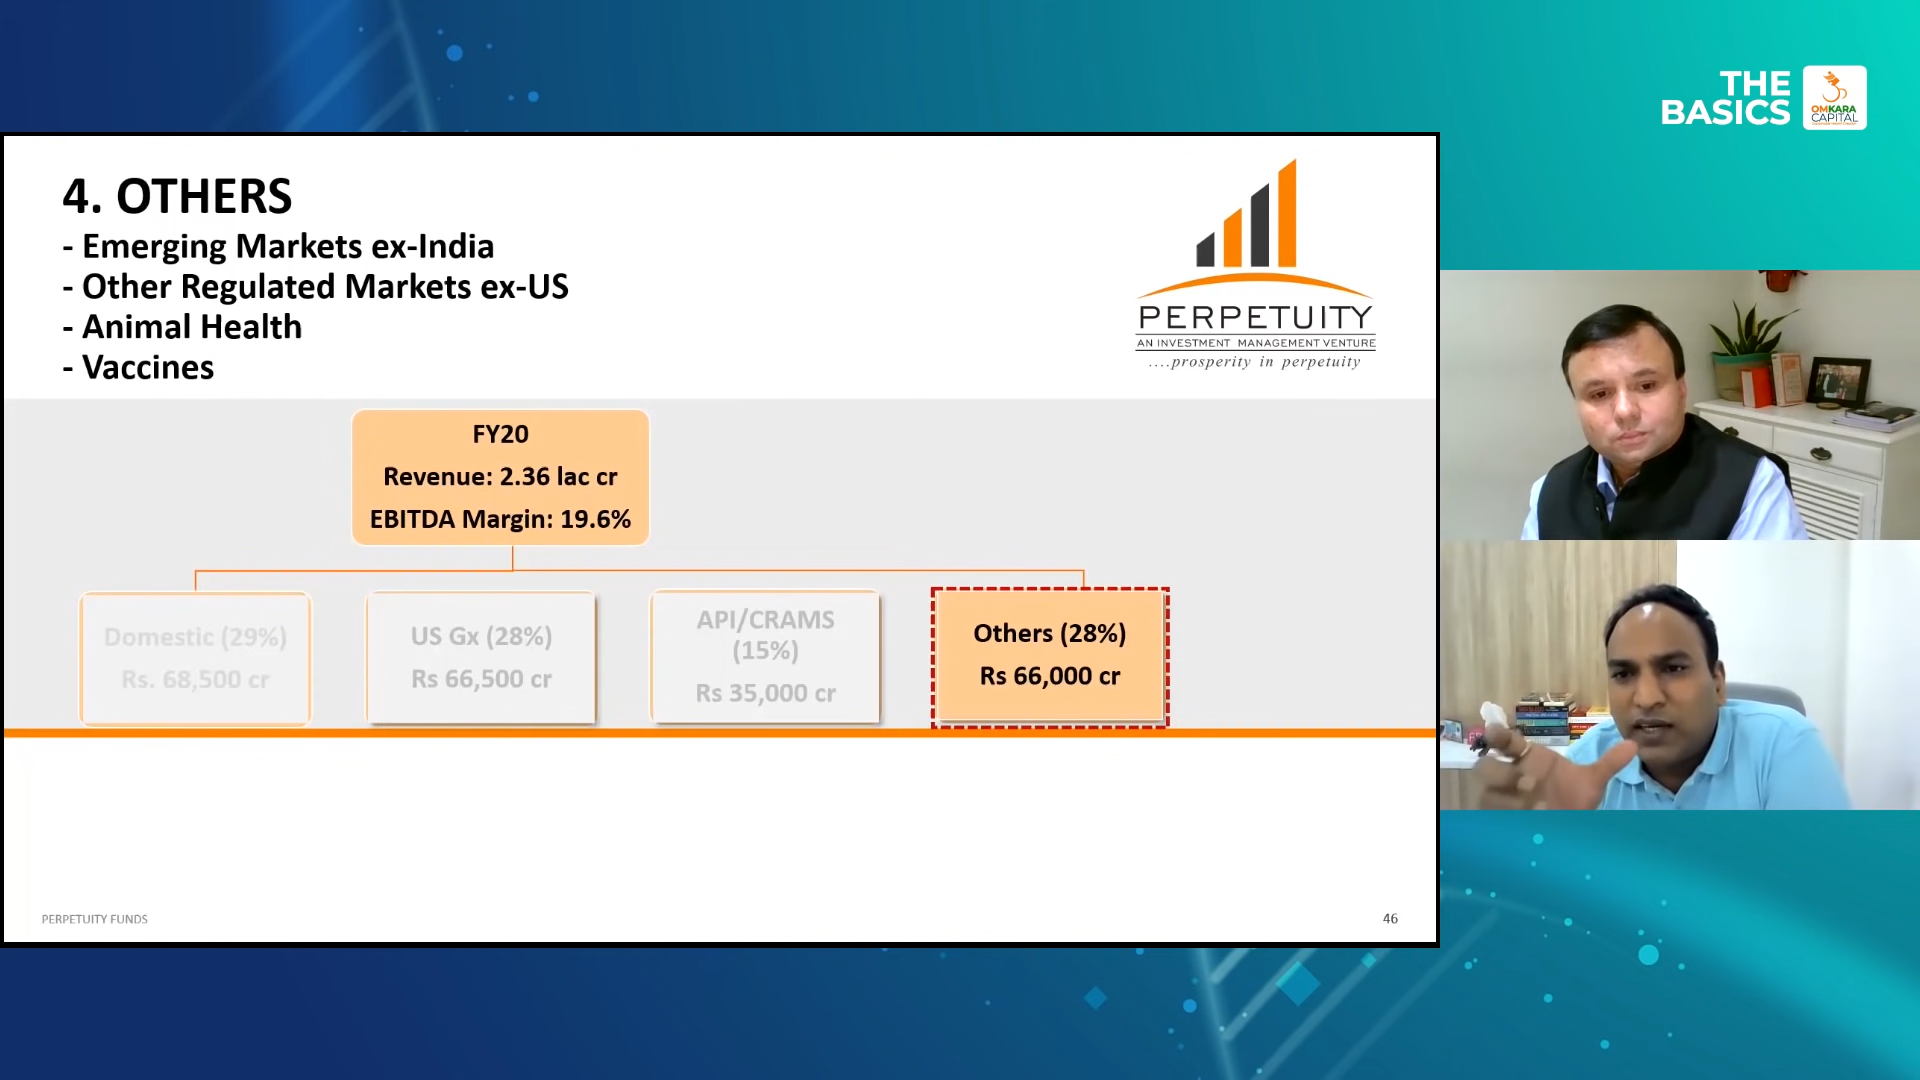 THE
BASICS
OMKARA
CAPITAL
4. OTHERS
- Emerging Markets ex-India
- Other Regulated Markets ex-US
- Animal Health
- Vaccines
PERPETUITY
AN INVESTMENT MANAGEMENT VENTURE
....prosperity in perpetuity
FY20
Revenue: 2.36 lac cr
EBITDA Margin: 19.6%
Domestic (29%)
Rs. 68,500 cr
US Gx (28%)
Rs 66,500 cr
API/CRAMS
(15%)
Rs 35,000 cr
Others (28%)
Rs 66,000 cr
PERPETUITY FUNDS
46